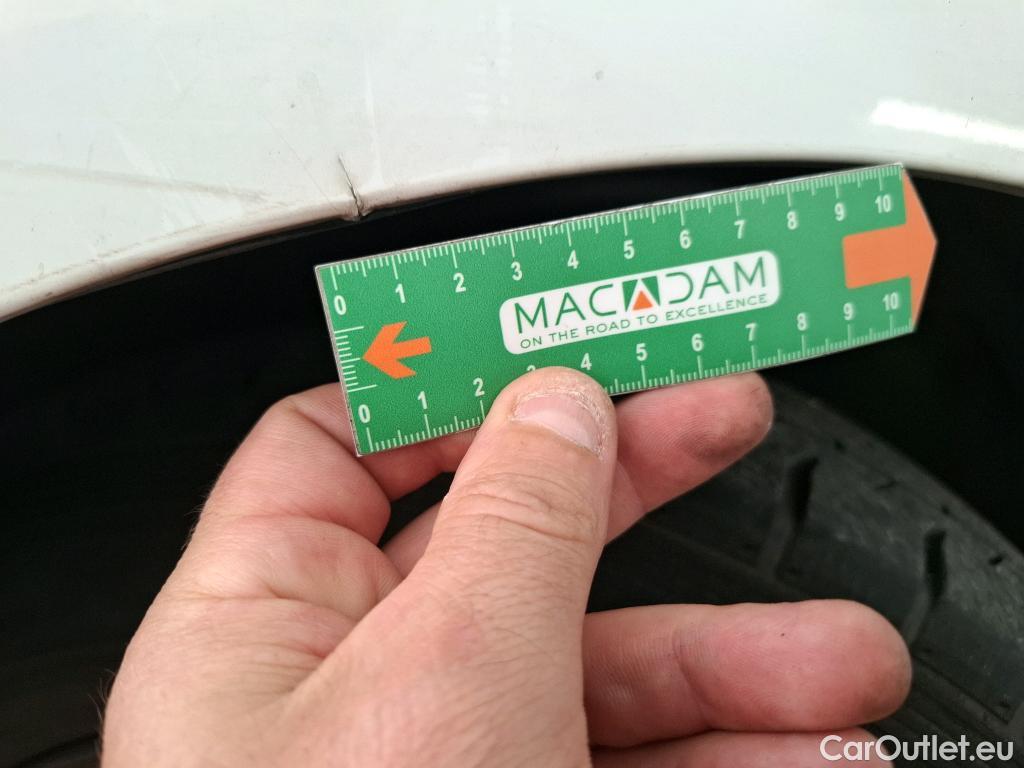 0 1 2 3 4 5 6 7 8 9 10
MACADAM
ON THE ROAD TO EXCELLENCE
0 1 2 3 4 5 6 7 8 9 10
CarOutlet.eu